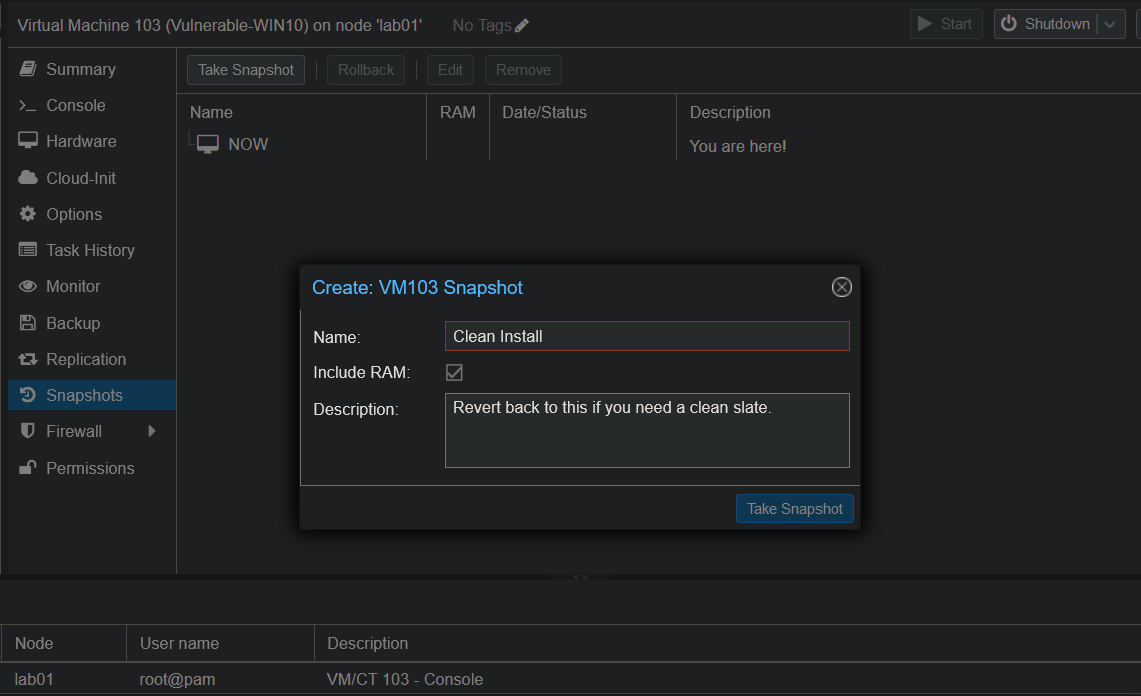 Virtual Machine 103 (Vulnerable-WIN10) on node 'lab01' No Tags Start Shutdown
Summary
Console
Hardware
Cloud-Init
Options
Task History
Monitor
Backup
Replication
Snapshots
Firewall
Permissions
Take Snapshot Rollback Edit Remove
Name RAM Date/Status Description
NOW You are here!
Create: VM103 Snapshot
Name: Clean Install
Include RAM:
Description: Revert back to this if you need a clean slate.
Take Snapshot
Node User name Description
lab01 root@pam VM/CT 103 - Console